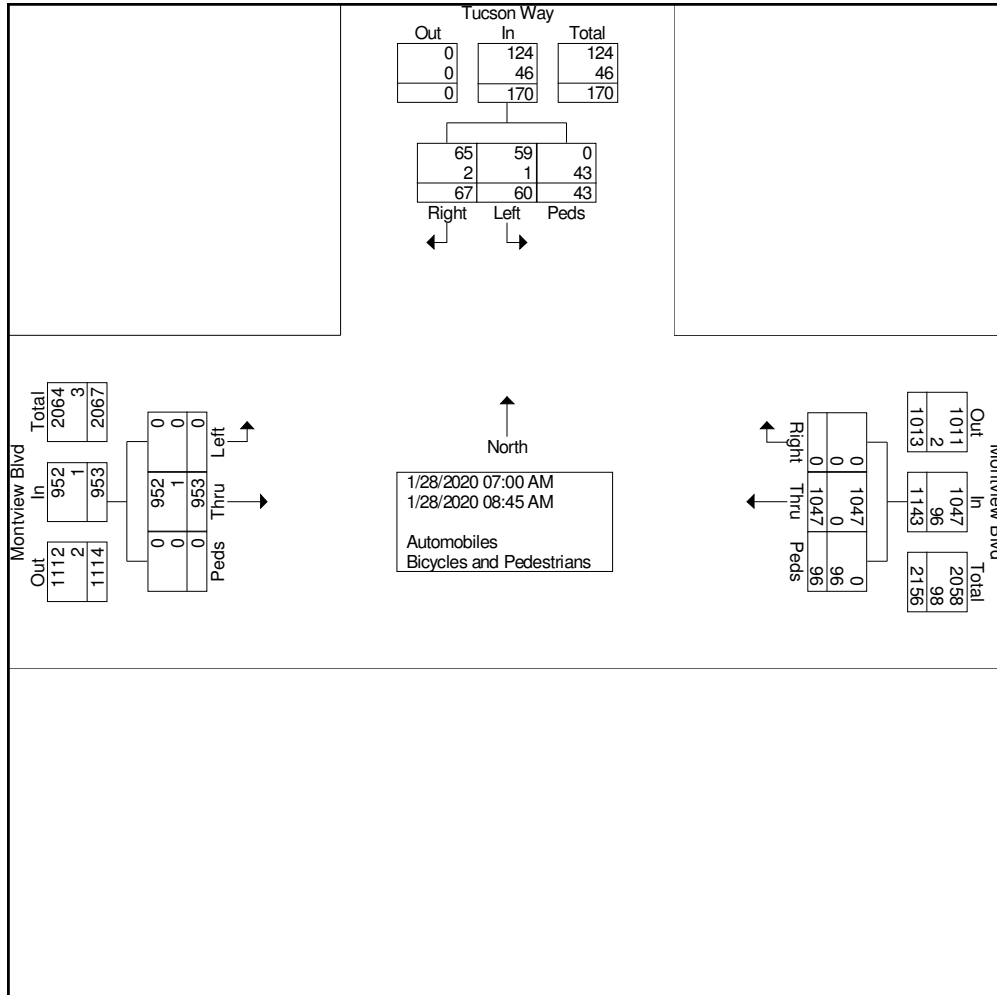 Tucson Way
Out In Total
0 124 124
0 46 46
0 170 170
65 59 0
2 1 43
67 60 43
Right Left Peds
Montview Blvd
Out In Total
1112 952 2064
2 1 3
1114 953 2067
Left Thru Peds
0 952 0
0 1 0
0 953 0
North
1/28/2020 07:00 AM
1/28/2020 08:45 AM
Automobiles
Bicycles and Pedestrians
Right Thru Peds
0 1047 0
0 0 96
0 1047 96
Out In Total
1011 1047 2058
2 96 98
1013 1143 2156
Montview Blvd